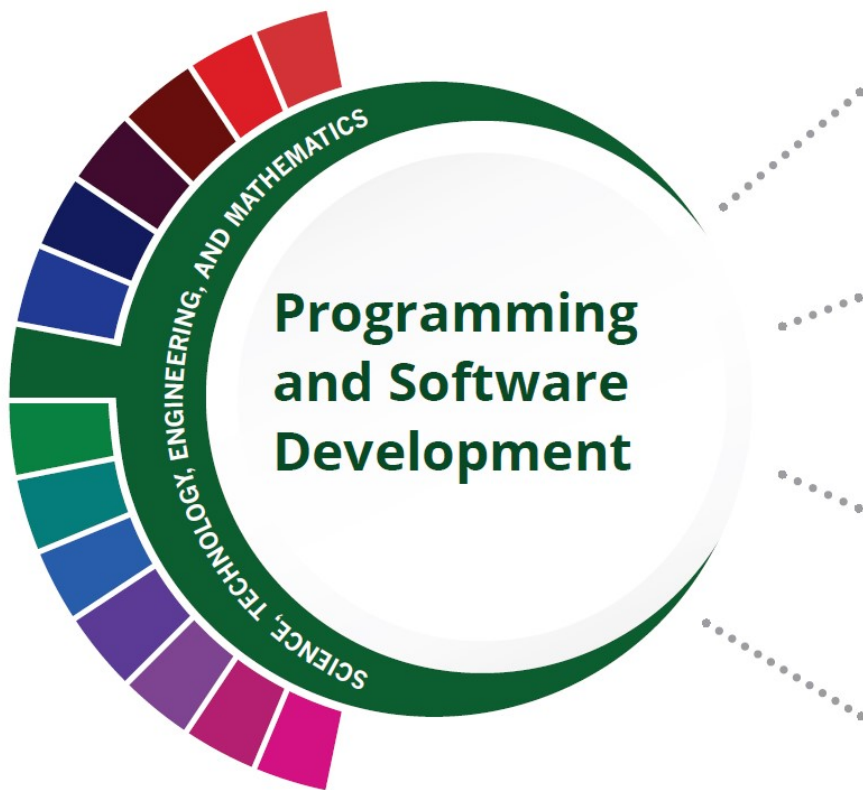 SCIENCE, TECHNOLOGY, ENGINEERING, AND MATHEMATICS
Programming
and Software
Development